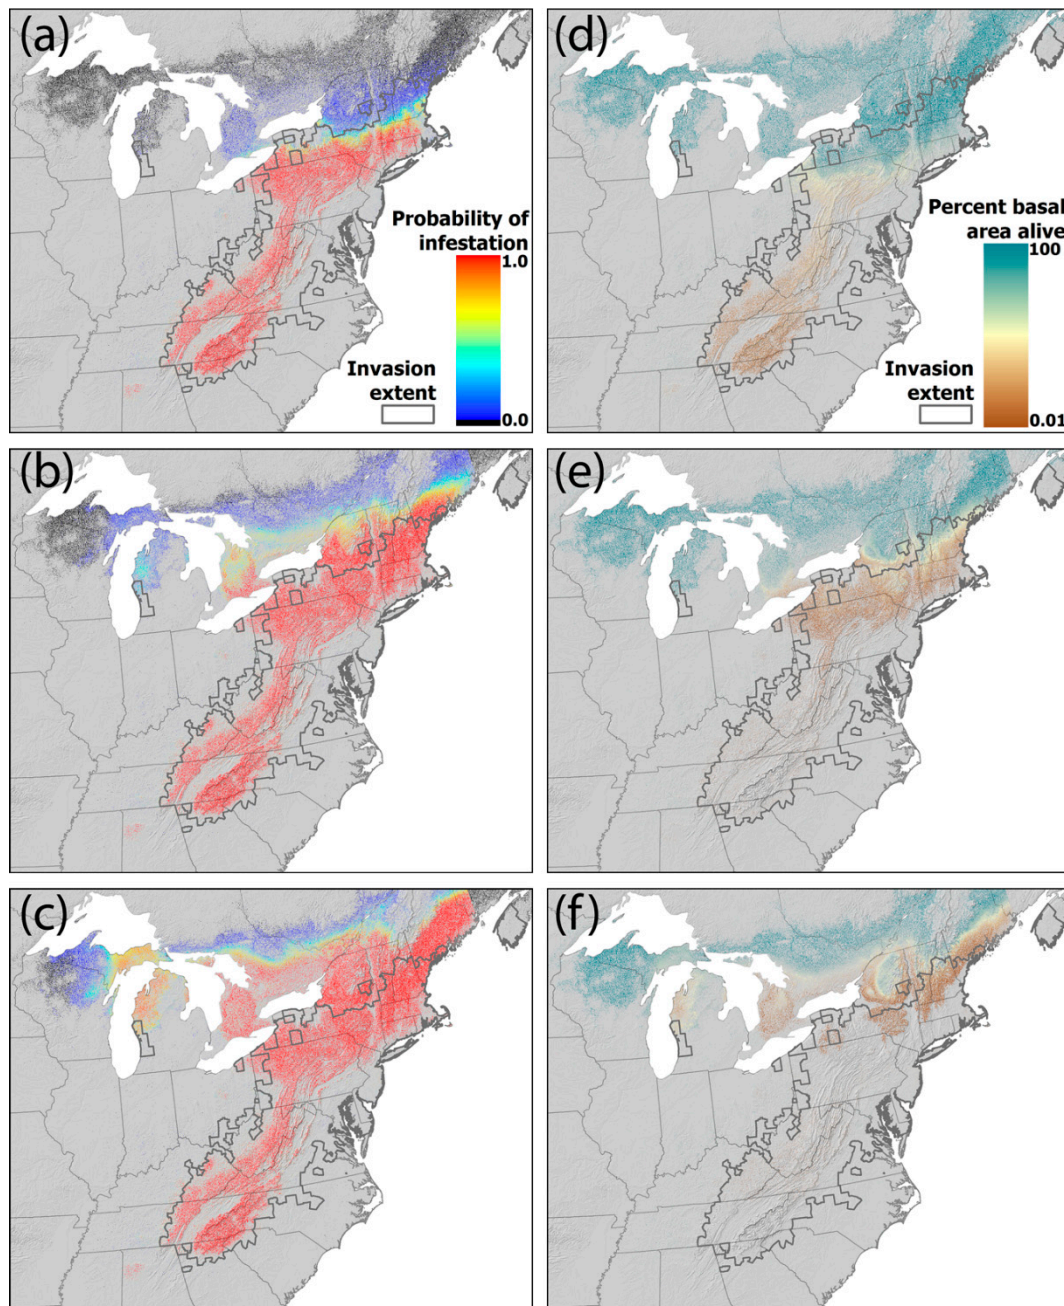 (a)
Probability of
infestation
1.0
Invasion
extent
0.0
(d)
Percent basal
area alive
100
Invasion
extent
0.01
(b)
(e)
(c)
(f)